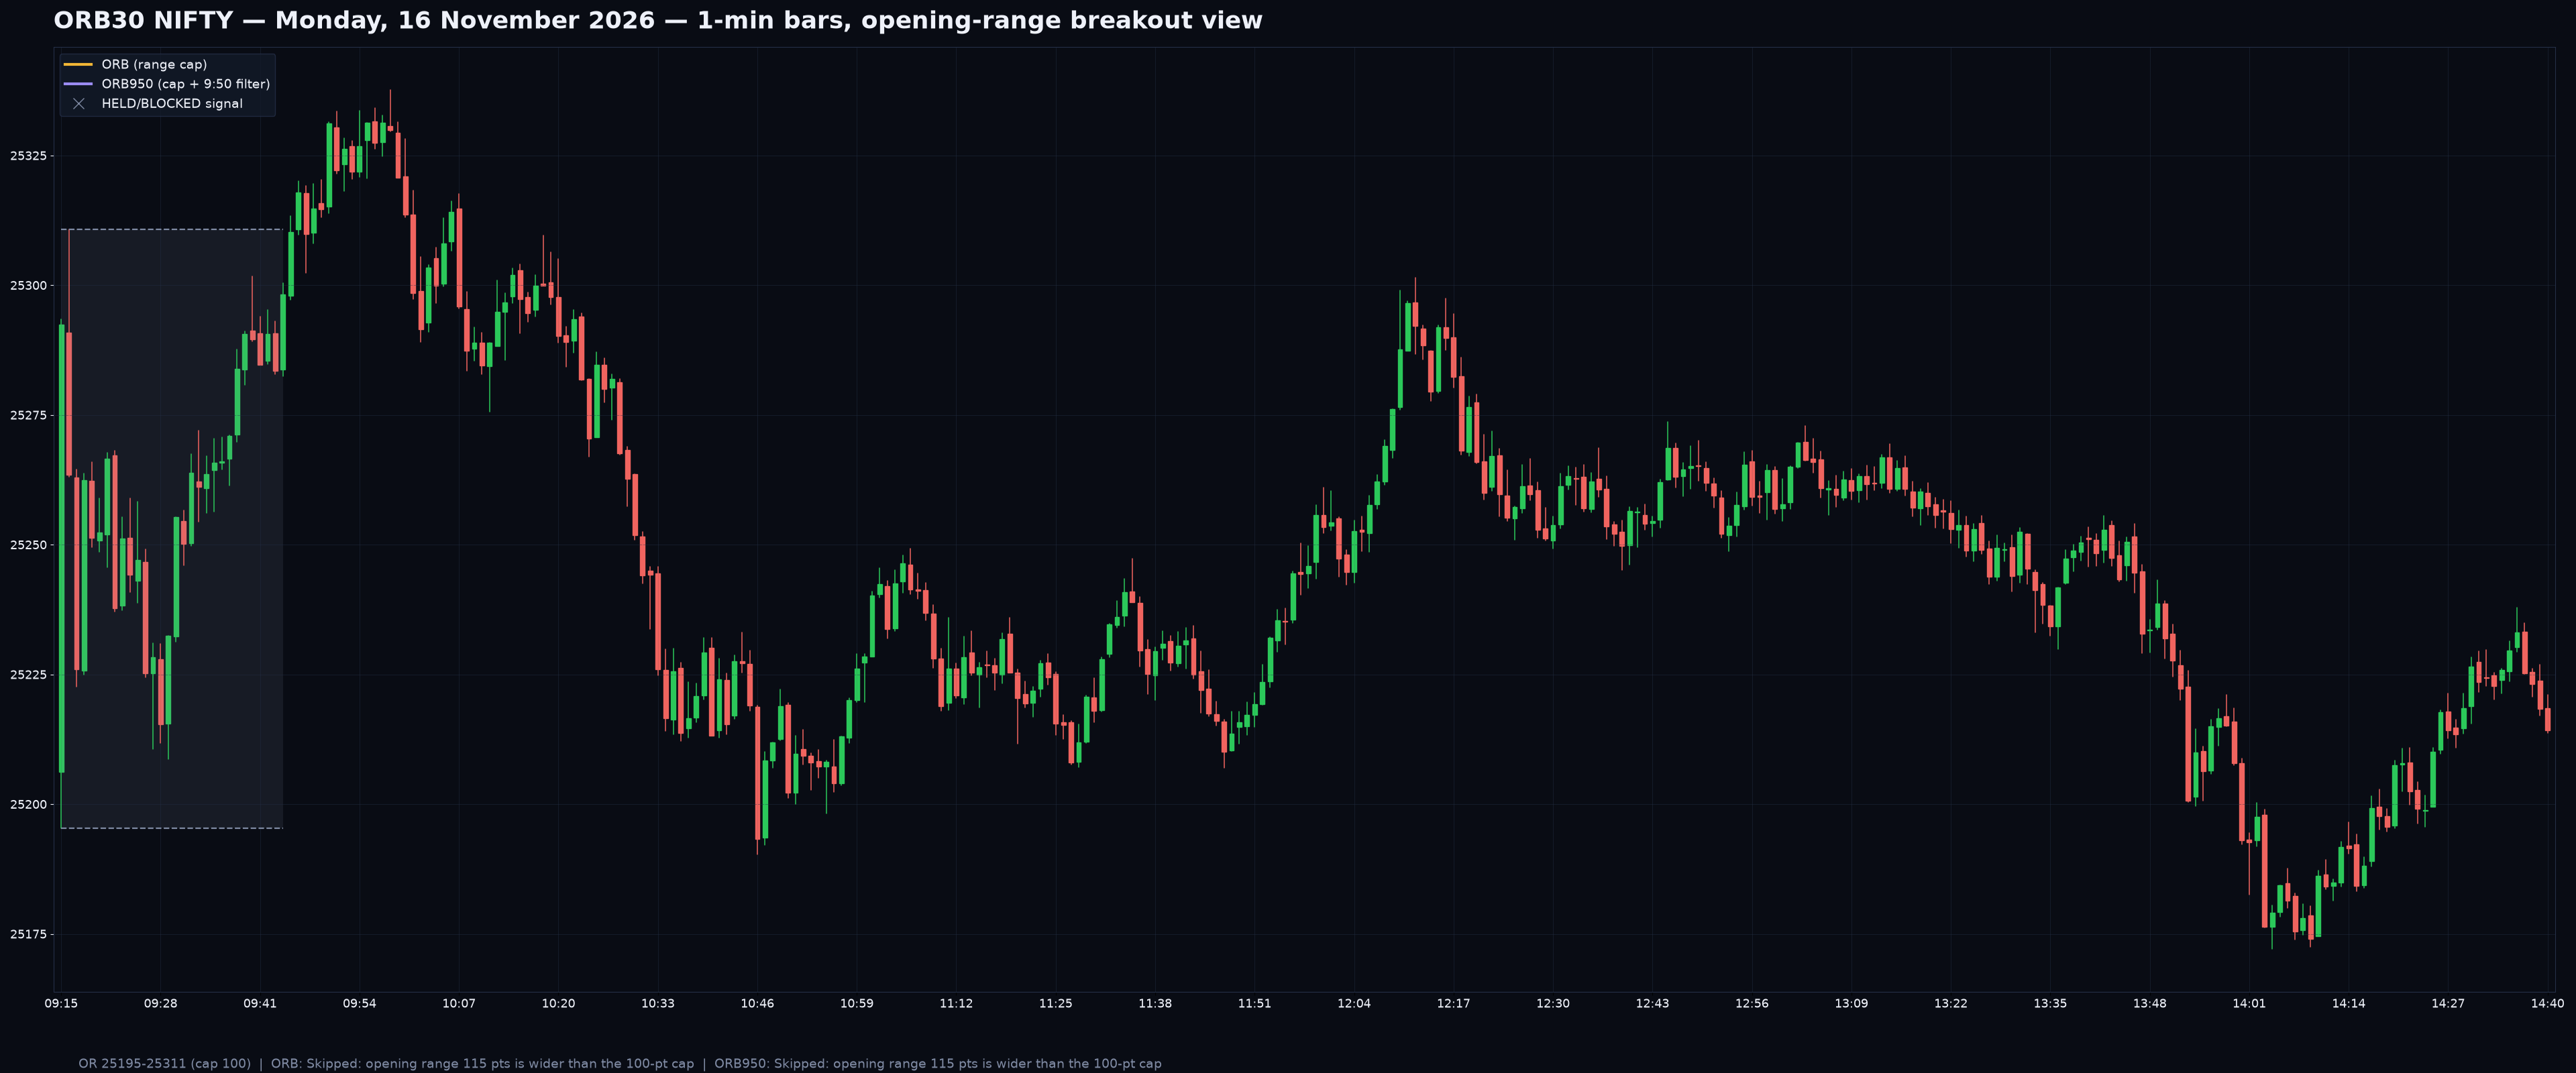 ORB30 NIFTY — Monday, 16 November 2026 — 1-min bars, opening-range breakout view
ORB (range cap)
ORB950 (cap + 9:50 filter)
HELD/BLOCKED signal
25325
25300
25275
25250
25225
25200
25175
09:15 09:28 09:41 09:54 10:07 10:20 10:33 10:46 10:59 11:12 11:25 11:38 11:51 12:04 12:17 12:30 12:43 12:56 13:09 13:22 13:35 13:48 14:01 14:14 14:27 14:40
OR 25195-25311 (cap 100) | ORB: Skipped: opening range 115 pts is wider than the 100-pt cap | ORB950: Skipped: opening range 115 pts is wider than the 100-pt cap